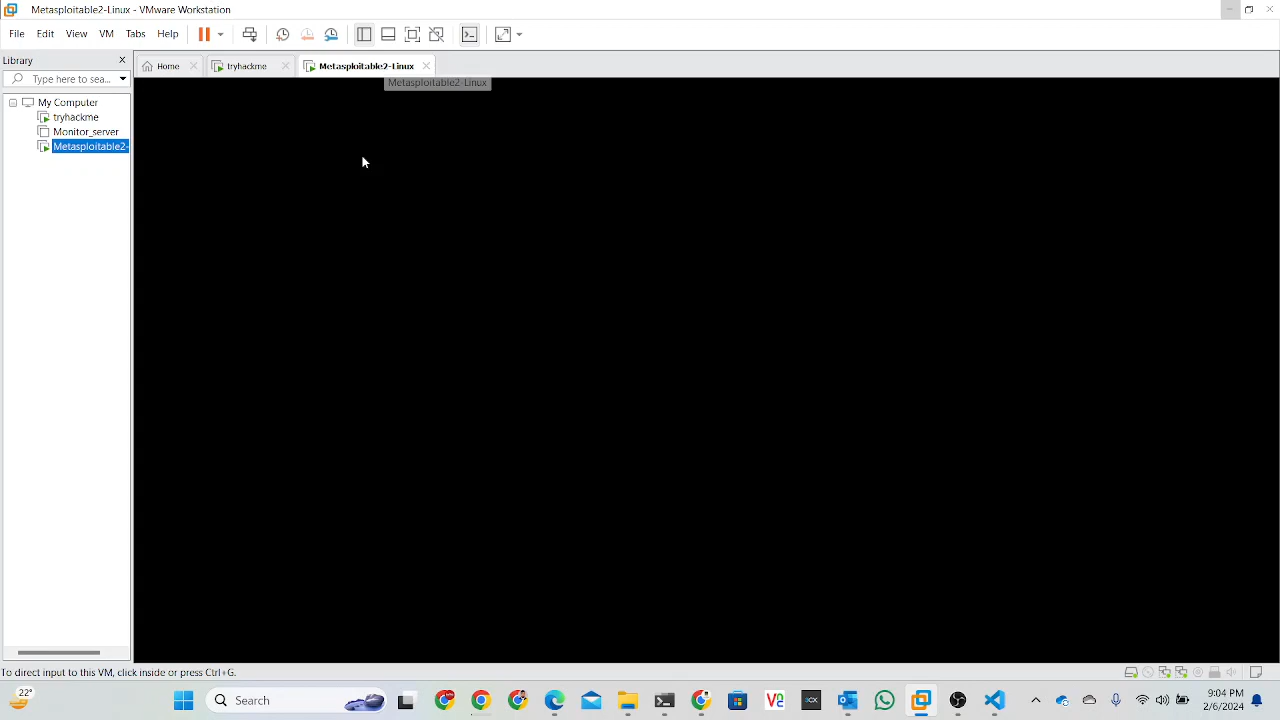 Metasploitable2-Linux - VMware Workstation
File Edit View VM Tabs Help
Library
Home tryhackme Metasploitable2-Linux
Type here to sea...
Metasploitable2-Linux
My Computer
tryhackme
Monitor_server
Metasploitable2-
To direct input to this VM, click inside or press Ctrl+G.
22°
Search
9:04 PM
2/6/2024